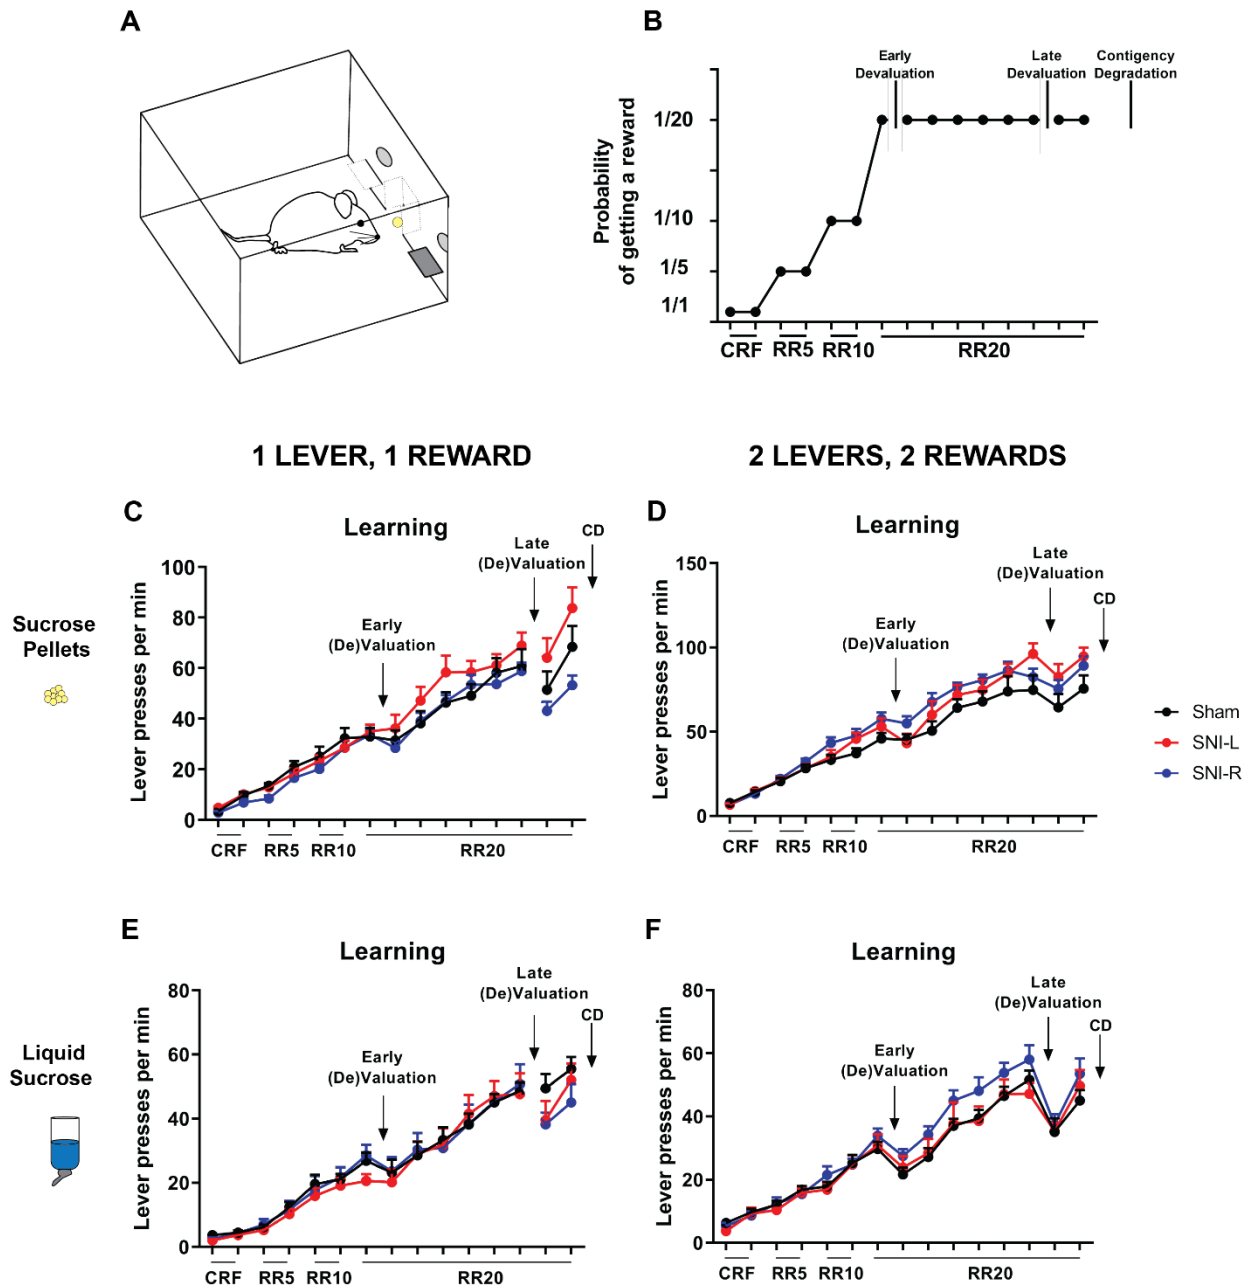 A
B
Early
Devaluation
Late
Devaluation
Contigency
Degradation
Probability
of getting a reward
1/20
1/10
1/5
1/1
CRF
RR5
RR10
RR20
1 LEVER, 1 REWARD
2 LEVERS, 2 REWARDS
Sucrose
Pellets
C
Learning
CD
Late
(De)Valuation
Early
(De)Valuation
Lever presses per min
100
80
60
40
20
0
CRF
RR5
RR10
RR20
D
Learning
Late
(De)Valuation
CD
Early
(De)Valuation
Lever presses per min
150
100
50
0
CRF
RR5
RR10
RR20
Sham
SNI-L
SNI-R
Liquid
Sucrose
E
Learning
Late
(De)Valuation
CD
Early
(De)Valuation
Lever presses per min
80
60
40
20
0
CRF
RR5
RR10
RR20
F
Learning
Late
(De)Valuation
CD
Early
(De)Valuation
Lever presses per min
80
60
40
20
0
CRF
RR5
RR10
RR20